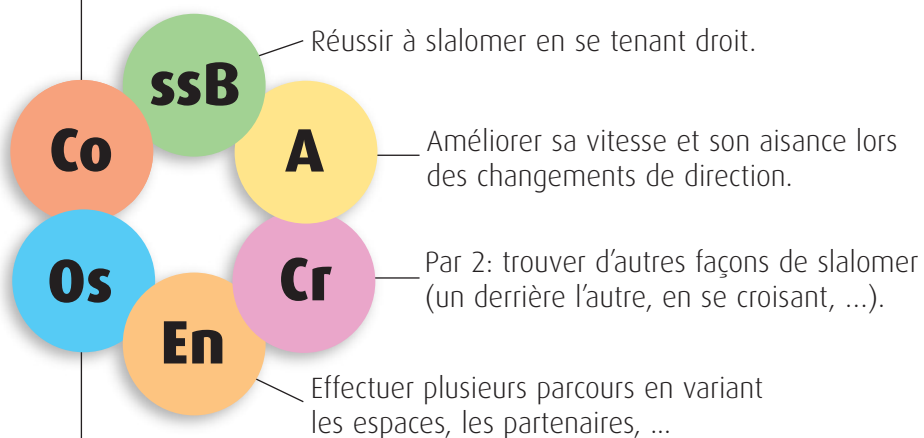 ssB
Réussir à slalomer en se tenant droit.
Co
A
Améliorer sa vitesse et son aisance lors
des changements de direction.
Os
Cr
Par 2: trouver d'autres façons de slalomer
(un derrière l'autre, en se croisant, ...).
En
Effectuer plusieurs parcours en variant
les espaces, les partenaires, ...